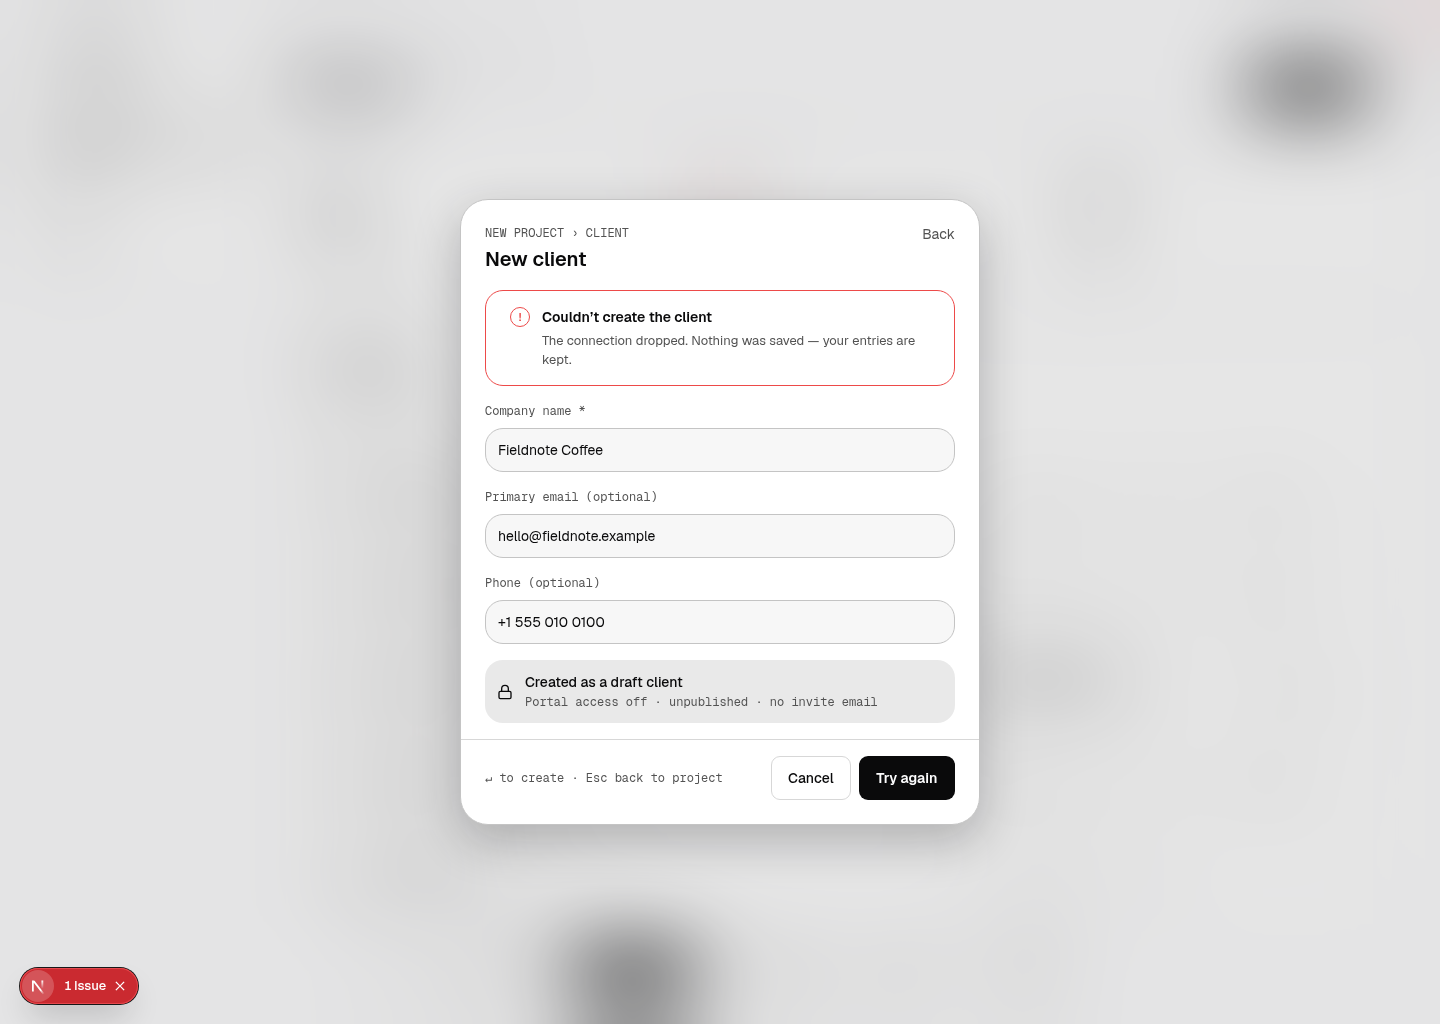 NEW PROJECT › CLIENT
Back
New client
! Couldn’t create the client
The connection dropped. Nothing was saved — your entries are
kept.
Company name *
Fieldnote Coffee
Primary email (optional)
hello@fieldnote.example
Phone (optional)
+1 555 010 0100
Created as a draft client
Portal access off · unpublished · no invite email
↵ to create · Esc back to project
Cancel
Try again
N 1 Issue